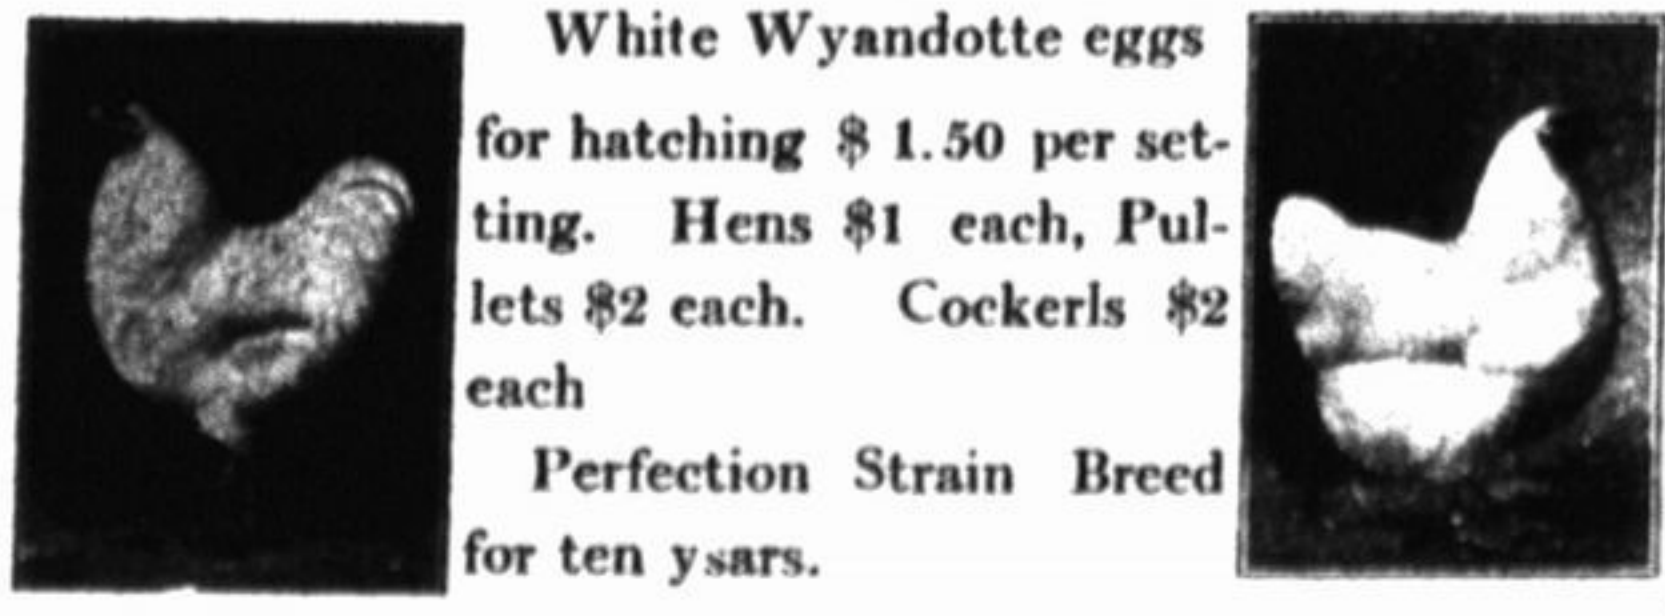 White Wyandotte eggs
for hatching $ 1.50 per set-
ting. Hens $1 each, Pul-
lets $2 each. Cockerls $2
each
Perfection Strain Breed
for ten ysars.